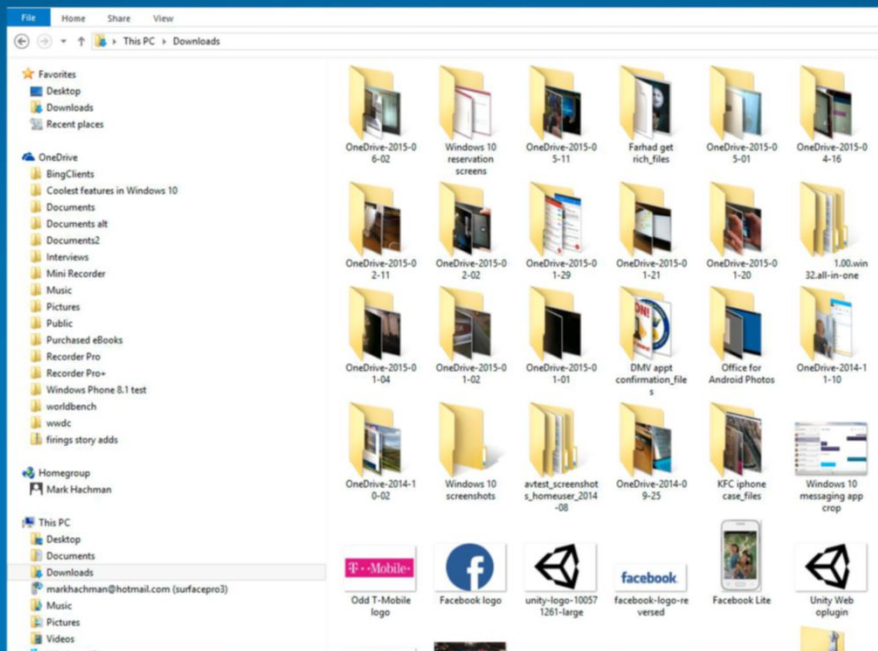 File Home Share View
This PC Downloads
Favorites
Desktop
Downloads
Recent places
OneDrive
BingClients
Coolest features in Windows 10
Documents
Documents alt
Documents2
Interviews
Mini Recorder
Music
Pictures
Public
Purchased eBooks
Recorder Pro
Recorder Pro+
Windows Phone 8.1 test
worldbench
wwdc
firings story adds
Homegroup
Mark Hachman
This PC
Desktop
Documents
Downloads
markhachman@hotmail.com (surfacepro3)
Music
Pictures
Videos
OneDrive-2015-0
6-02
Windows 10
reservation
screens
OneDrive-2015-0
5-11
Farhad get
rich_files
OneDrive-2015-0
5-01
OneDrive-2015-0
4-16
OneDrive-2015-0
2-11
OneDrive-2015-0
2-02
OneDrive-2015-0
1-29
OneDrive-2015-0
1-21
OneDrive-2015-0
1-20
1.00.win
32.all-in-one
OneDrive-2015-0
1-04
OneDrive-2015-0
1-02
OneDrive-2015-0
1-01
DMV appt
confirmation_file
s
Office for
Android Photos
OneDrive-2014-1
1-10
OneDrive-2014-1
0-02
Windows 10
screenshots
avtest_screenshot
s_homeuser_2014
-08
OneDrive-2014-0
9-25
KFC iphone
case_files
Windows 10
messaging app
crop
T··Mobile·
Odd T-Mobile
logo
Facebook logo
unity-logo-10057
1261-large
facebook
facebook-logo-re
versed
Facebook Lite
Unity Web
oplugin